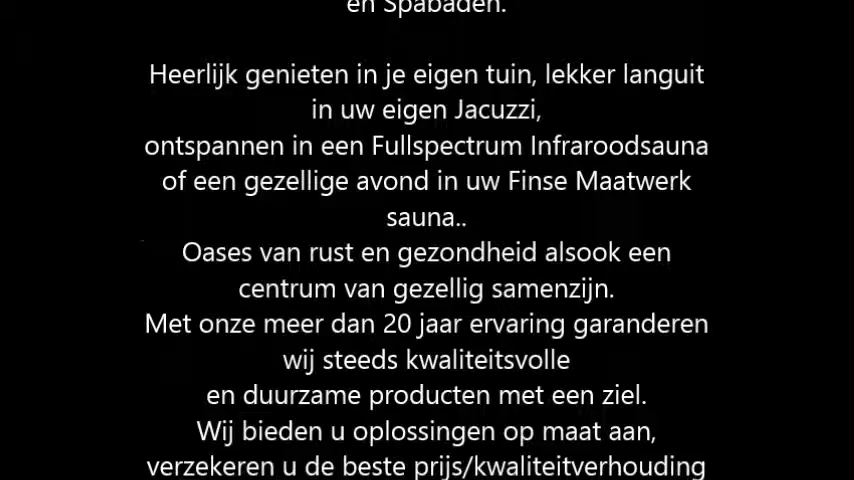 en Spabaden.
Heerlijk genieten in je eigen tuin, lekker languit
in uw eigen Jacuzzi,
ontspannen in een Fullspectrum Infraroodsauna
of een gezellige avond in uw Finse Maatwerk
sauna..
Oases van rust en gezondheid alsook een
centrum van gezellig samenzijn.
Met onze meer dan 20 jaar ervaring garanderen
wij steeds kwaliteitsvolle
en duurzame producten met een ziel.
Wij bieden u oplossingen op maat aan,
verzekeren u de beste prijs/kwaliteitverhouding